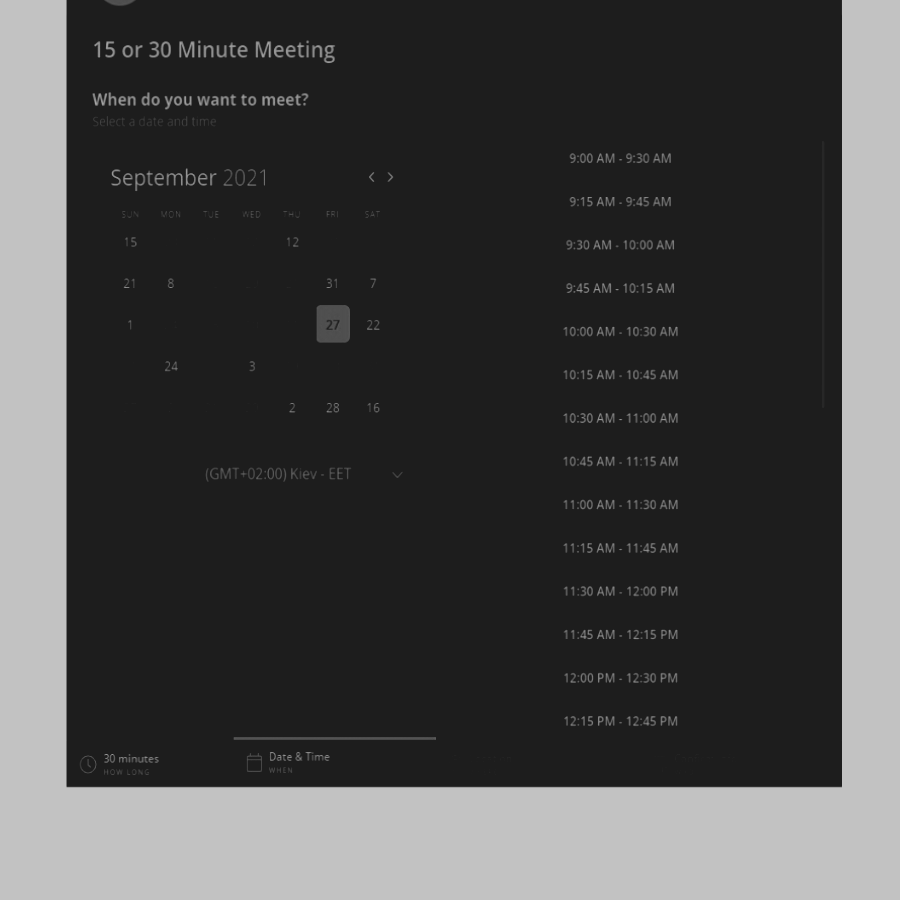 15 or 30 Minute Meeting
When do you want to meet?
Select a date and time
September 2021
SUN MON TUE WED THU FRI SAT
15 12
21 8 31 7
1 27 22
24 3
2 28 16
(GMT+02:00) Kiev - EET
9:00 AM - 9:30 AM
9:15 AM - 9:45 AM
9:30 AM - 10:00 AM
9:45 AM - 10:15 AM
10:00 AM - 10:30 AM
10:15 AM - 10:45 AM
10:30 AM - 11:00 AM
10:45 AM - 11:15 AM
11:00 AM - 11:30 AM
11:15 AM - 11:45 AM
11:30 AM - 12:00 PM
11:45 AM - 12:15 PM
12:00 PM - 12:30 PM
12:15 PM - 12:45 PM
30 minutes
HOW LONG
Date & Time
WHEN